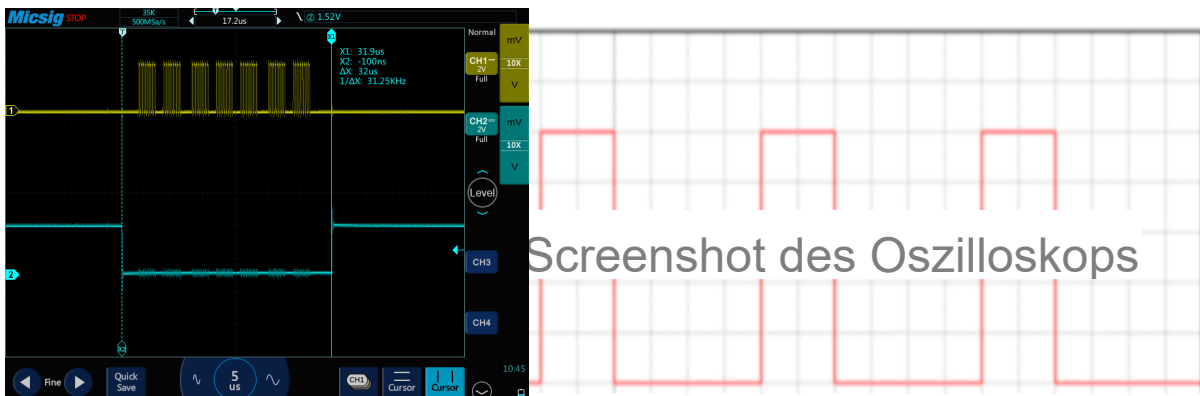 Micsig STOP
35K
500MSa/s
T
17.2us
2 1.52V
T
X1
X1: 31.9us
X2: -100ns
ΔX: 32us
1/ΔX: 31.25KHz
Normal
CH1
2V
Full
mV
10X
V
1
CH2
2V
Full
mV
10X
V
Level
Screenshot des Oszilloskops
CH3
2
CH4
X2
10:45
Fine
Quick
Save
5
us
CH1
Cursor
Cursor